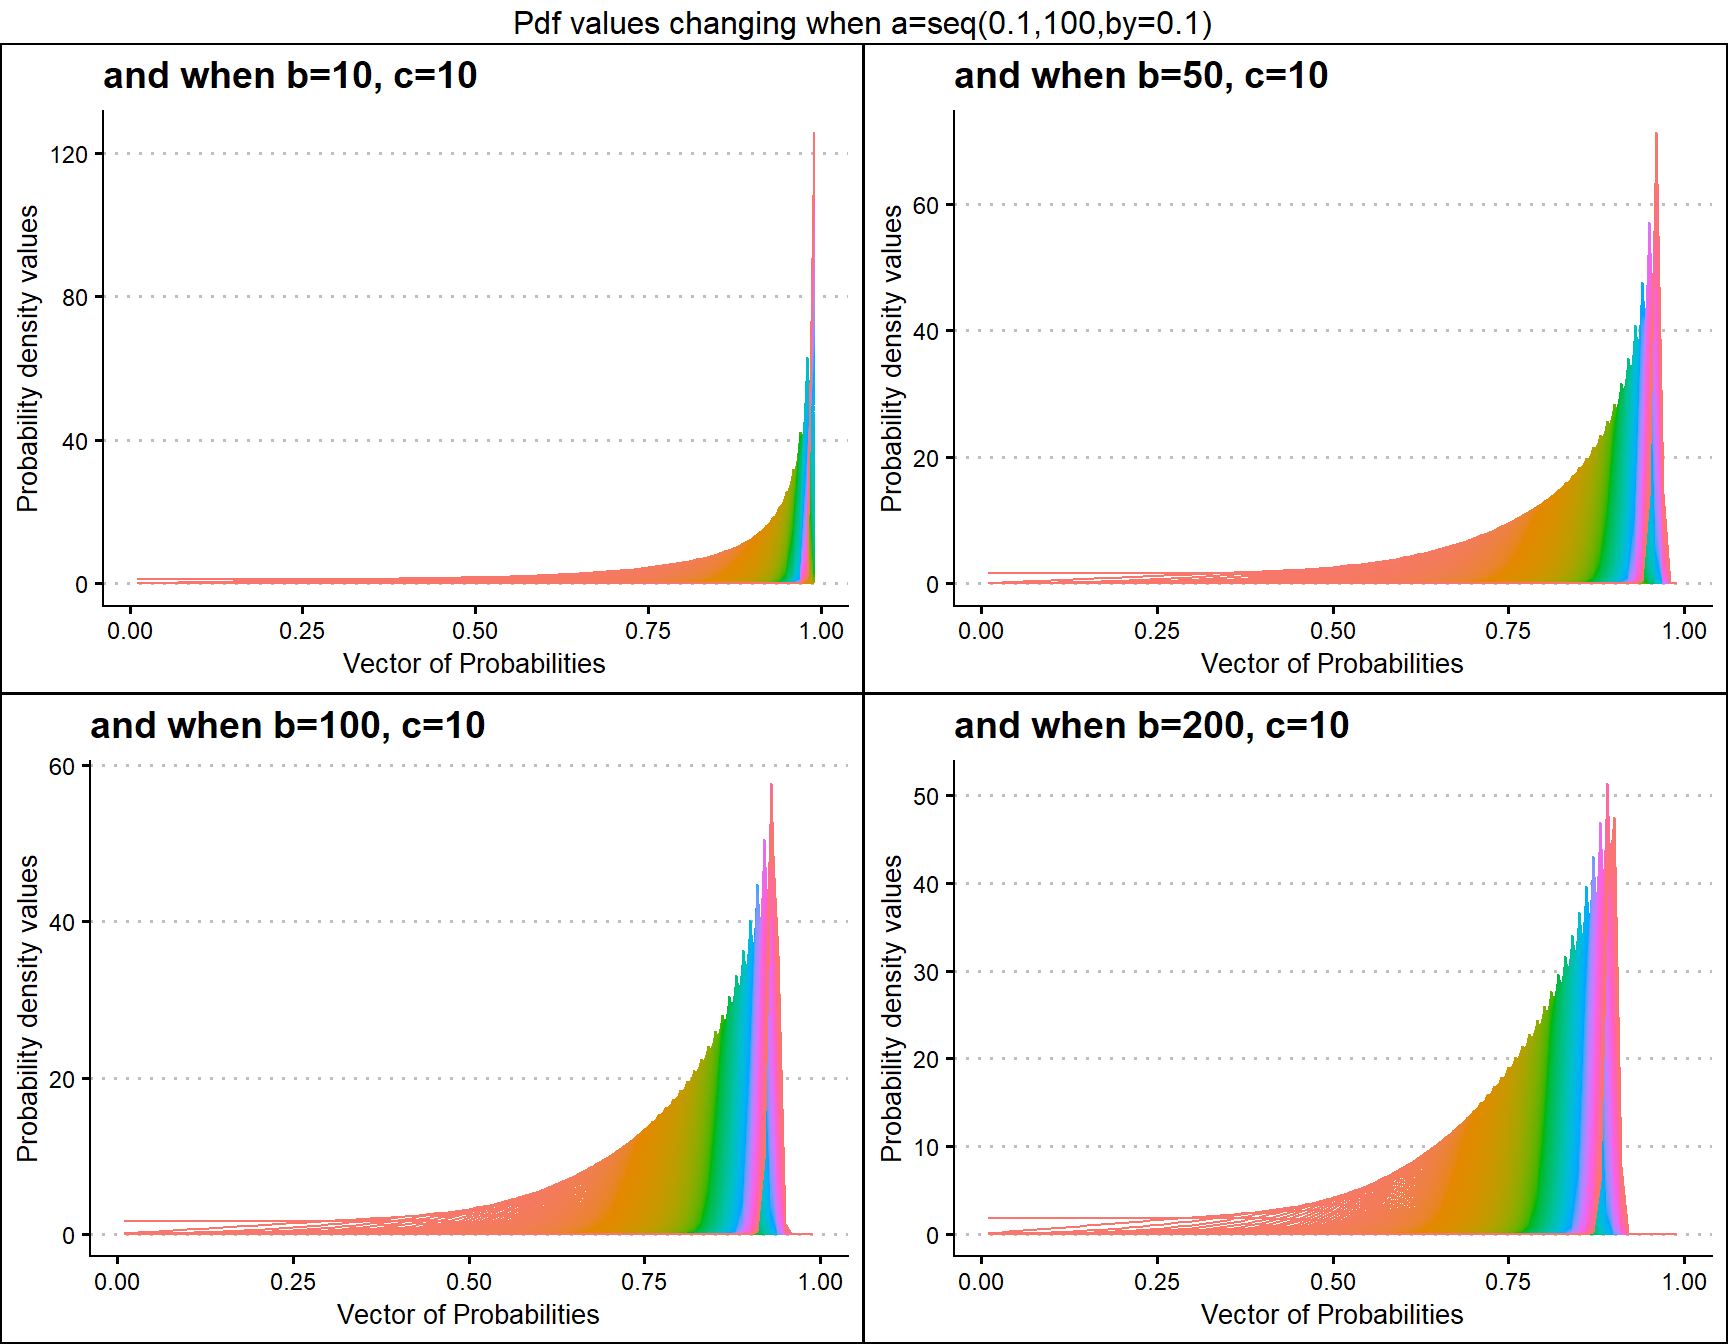 Pdf values changing when a=seq(0.1,100,by=0.1)
and when b=10, c=10
Probability density values
120
80
40
0
0.00 0.25 0.50 0.75 1.00
Vector of Probabilities
and when b=50, c=10
Probability density values
60
40
20
0
0.00 0.25 0.50 0.75 1.00
Vector of Probabilities
and when b=100, c=10
Probability density values
60
40
20
0
0.00 0.25 0.50 0.75 1.00
Vector of Probabilities
and when b=200, c=10
Probability density values
50
40
30
20
10
0
0.00 0.25 0.50 0.75 1.00
Vector of Probabilities